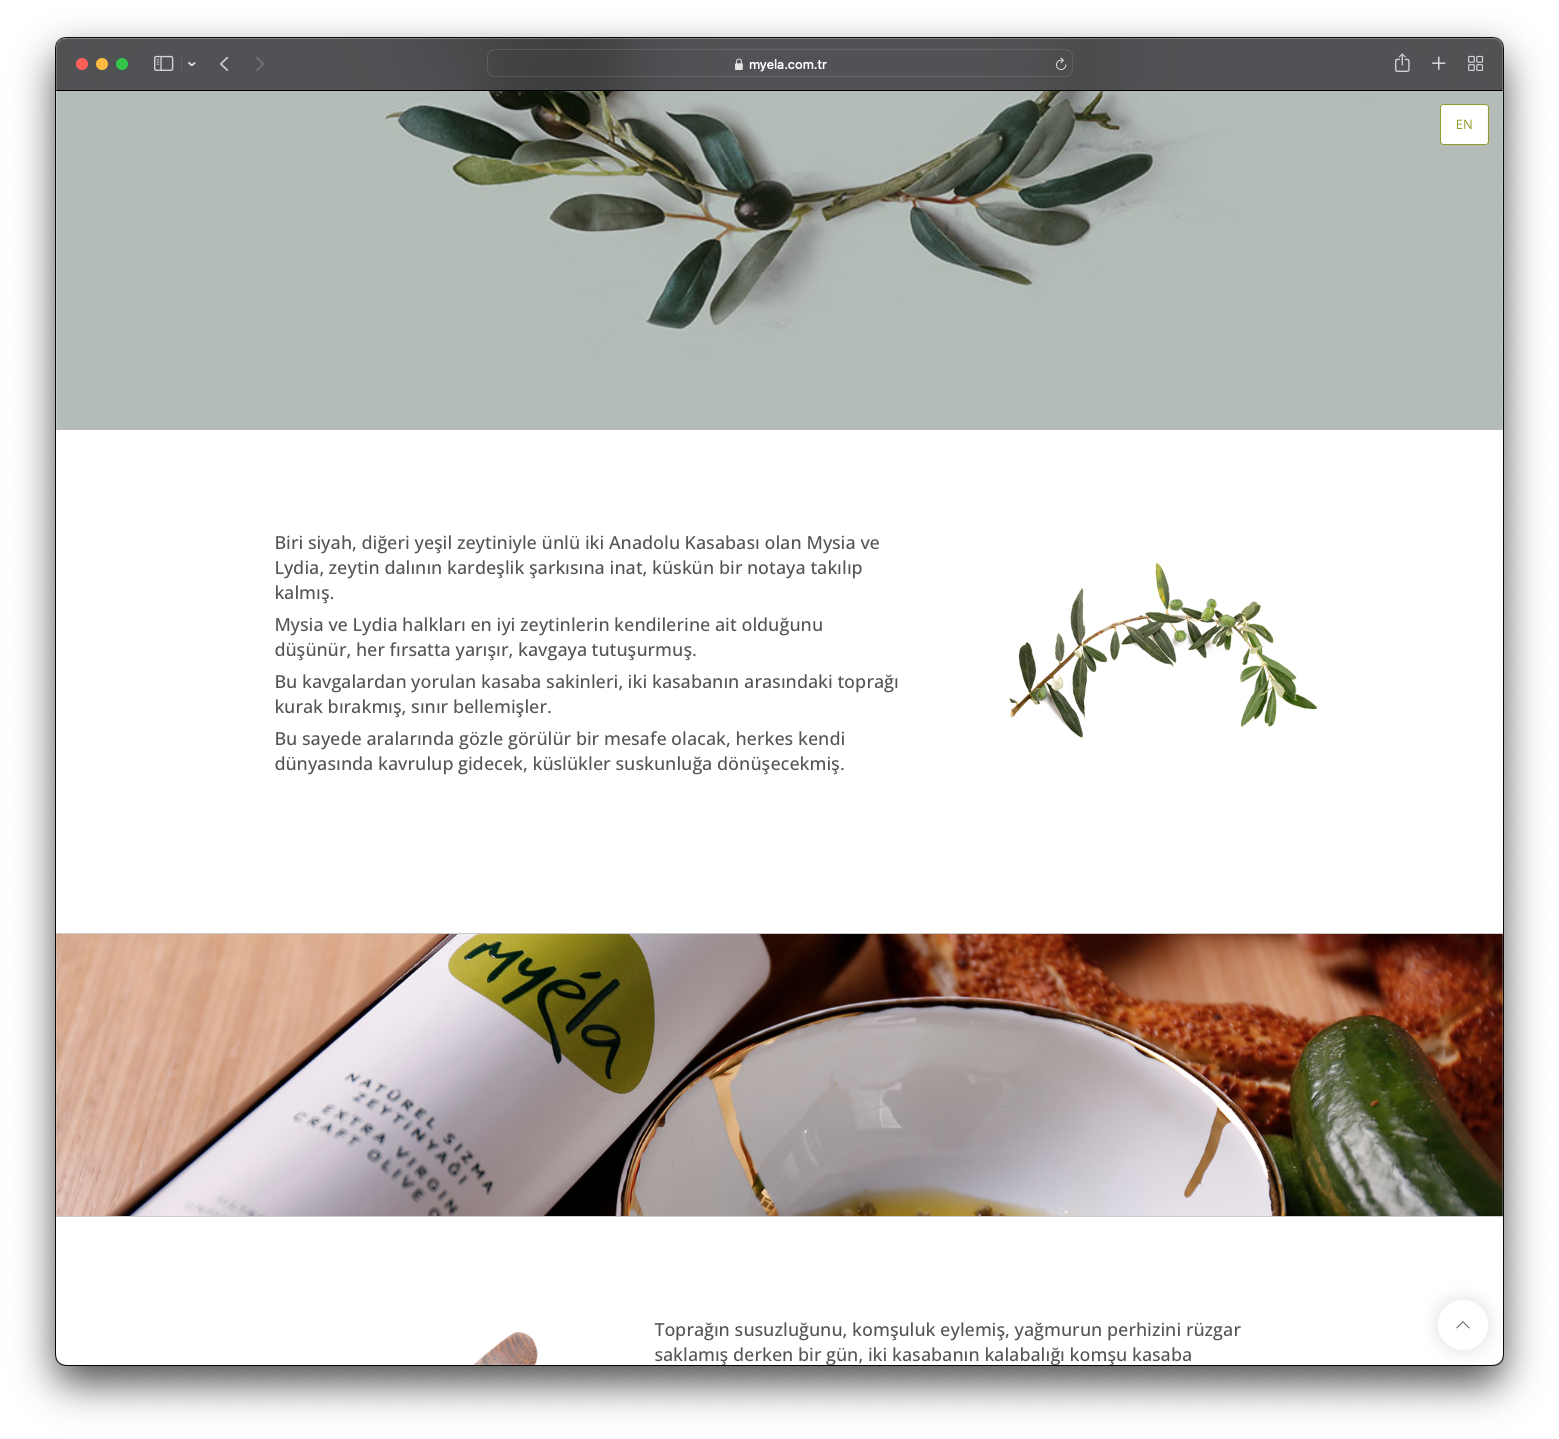 myela.com.tr
EN
Biri siyah, diğeri yeşil zeytiniyle ünlü iki Anadolu Kasabası olan Mysia ve
Lydia, zeytin dalının kardeşlik şarkısına inat, küskün bir notaya takılıp
kalmış.
Mysia ve Lydia halkları en iyi zeytinlerin kendilerine ait olduğunu
düşünür, her fırsatta yarışır, kavgaya tutuşurmuş.
Bu kavgalardan yorulan kasaba sakinleri, iki kasabanın arasındaki toprağı
kurak bırakmış, sınır bellemişler.
Bu sayede aralarında gözle görülür bir mesafe olacak, herkes kendi
dünyasında kavrulup gidecek, küslükler suskunluğa dönüşecekmiş.
myéla
NATÜREL SIZMA
ZEYTİNYAĞI
EXTRA VIRGIN
CRAFT OLIVE
Toprağın susuzluğunu, komşuluk eylemiş, yağmurun perhizini rüzgar
saklamış derken bir gün, iki kasabanın kalabalığı komşu kasaba